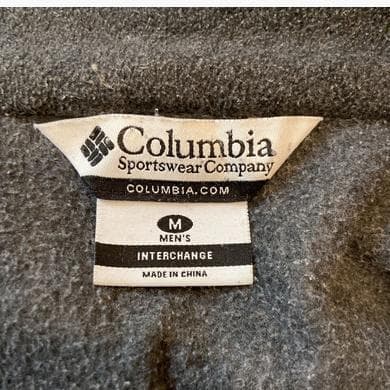 Columbia
Sportswear Company
COLUMBIA.COM
M
MEN'S
INTERCHANGE
MADE IN CHINA